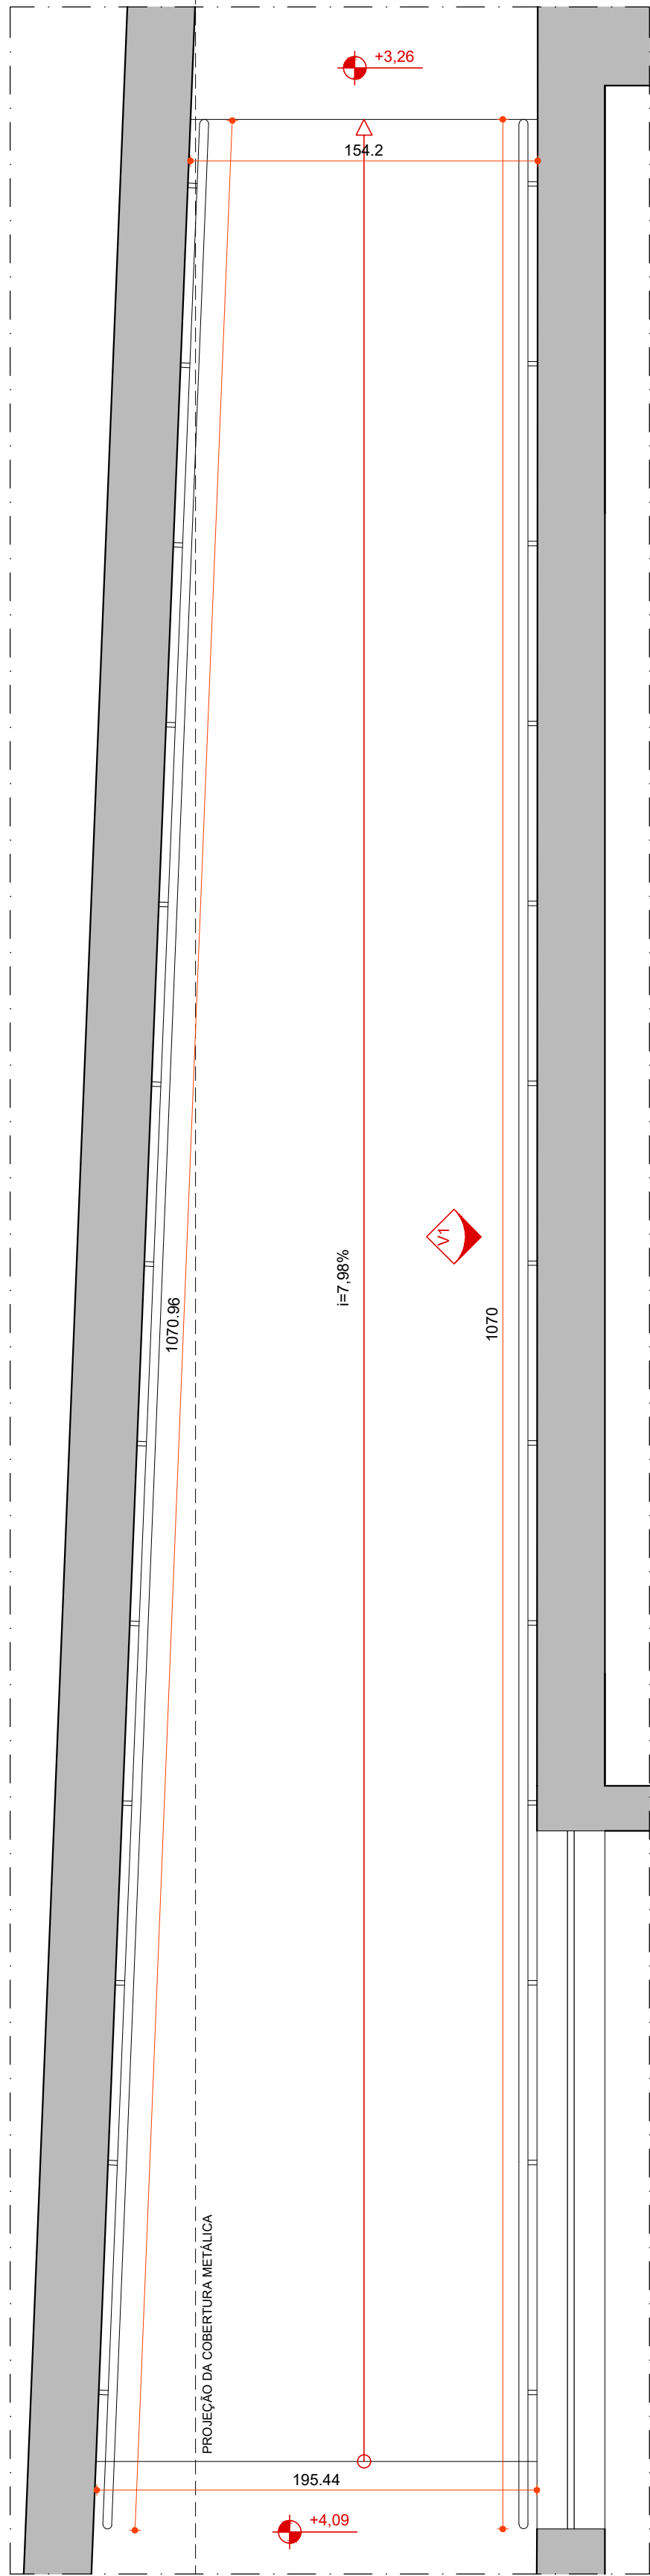 +3,26
154.2
V1
i=7,98%
1070.96
1070
PROJEÇÃO DA COBERTURA METÁLICA
195.44
+4,09